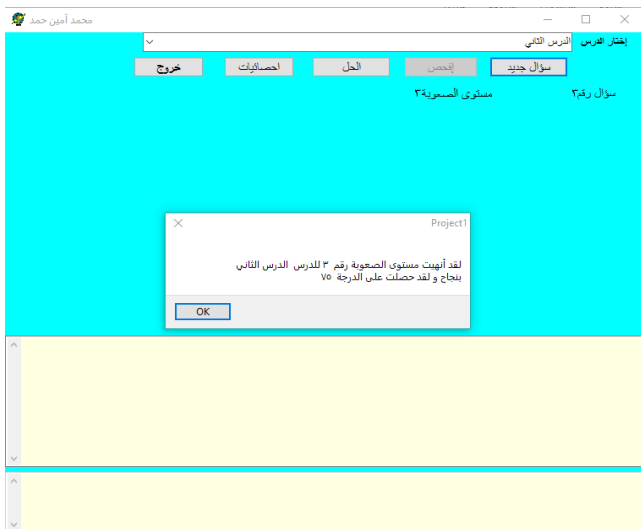 محمد أمين حمد
إختار الدرس الدرس الثاني
سؤال جديد إفحص الحل احصائيات خروج
سؤال رقم٣ مستوى الصعوبة٣
Project1
لقد أنهيت مستوى الصعوبة رقم ٣ للدرس الدرس الثاني
بنجاح و لقد حصلت على الدرجة ٧٥
OK